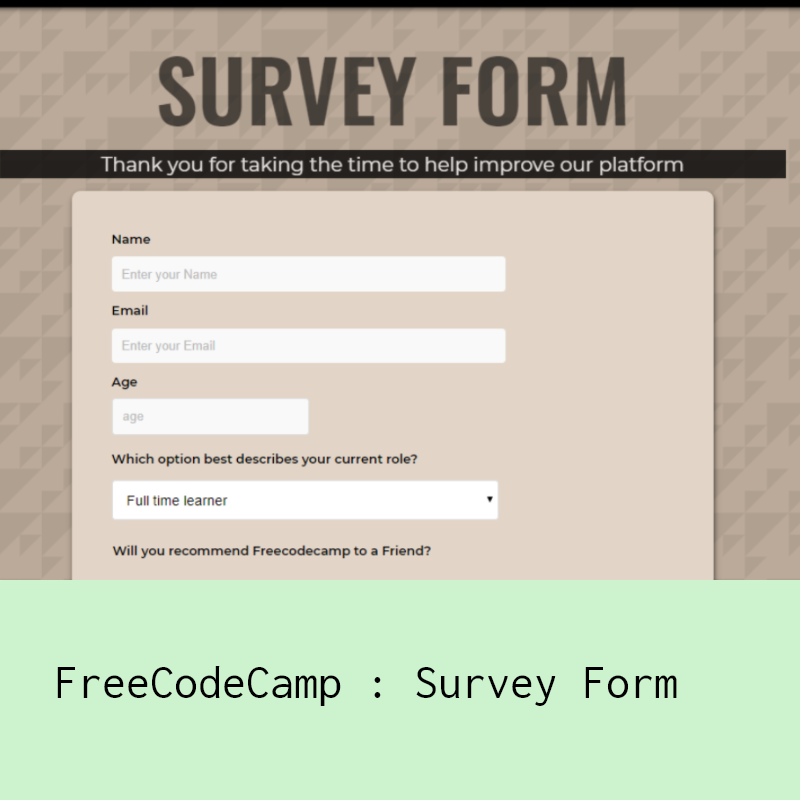 SURVEY FORM
Thank you for taking the time to help improve our platform
Name
Enter your Name
Email
Enter your Email
Age
age
Which option best describes your current role?
Full time learner
Will you recommend Freecodecamp to a Friend?
FreeCodeCamp : Survey Form